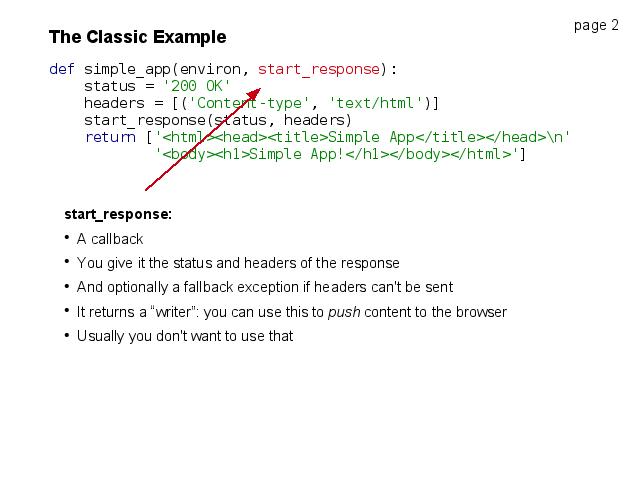 page 2
The Classic Example
def simple_app(environ, start_response):
    status = '200 OK'
    headers = [('Content-type', 'text/html')]
    start_response(status, headers)
    return ['<html><head><title>Simple App</title></head>\n'
            '<body><h1>Simple App!</h1></body></html>']
start_response:
• A callback
• You give it the status and headers of the response
• And optionally a fallback exception if headers can't be sent
• It returns a “writer”: you can use this to push content to the browser
• Usually you don't want to use that